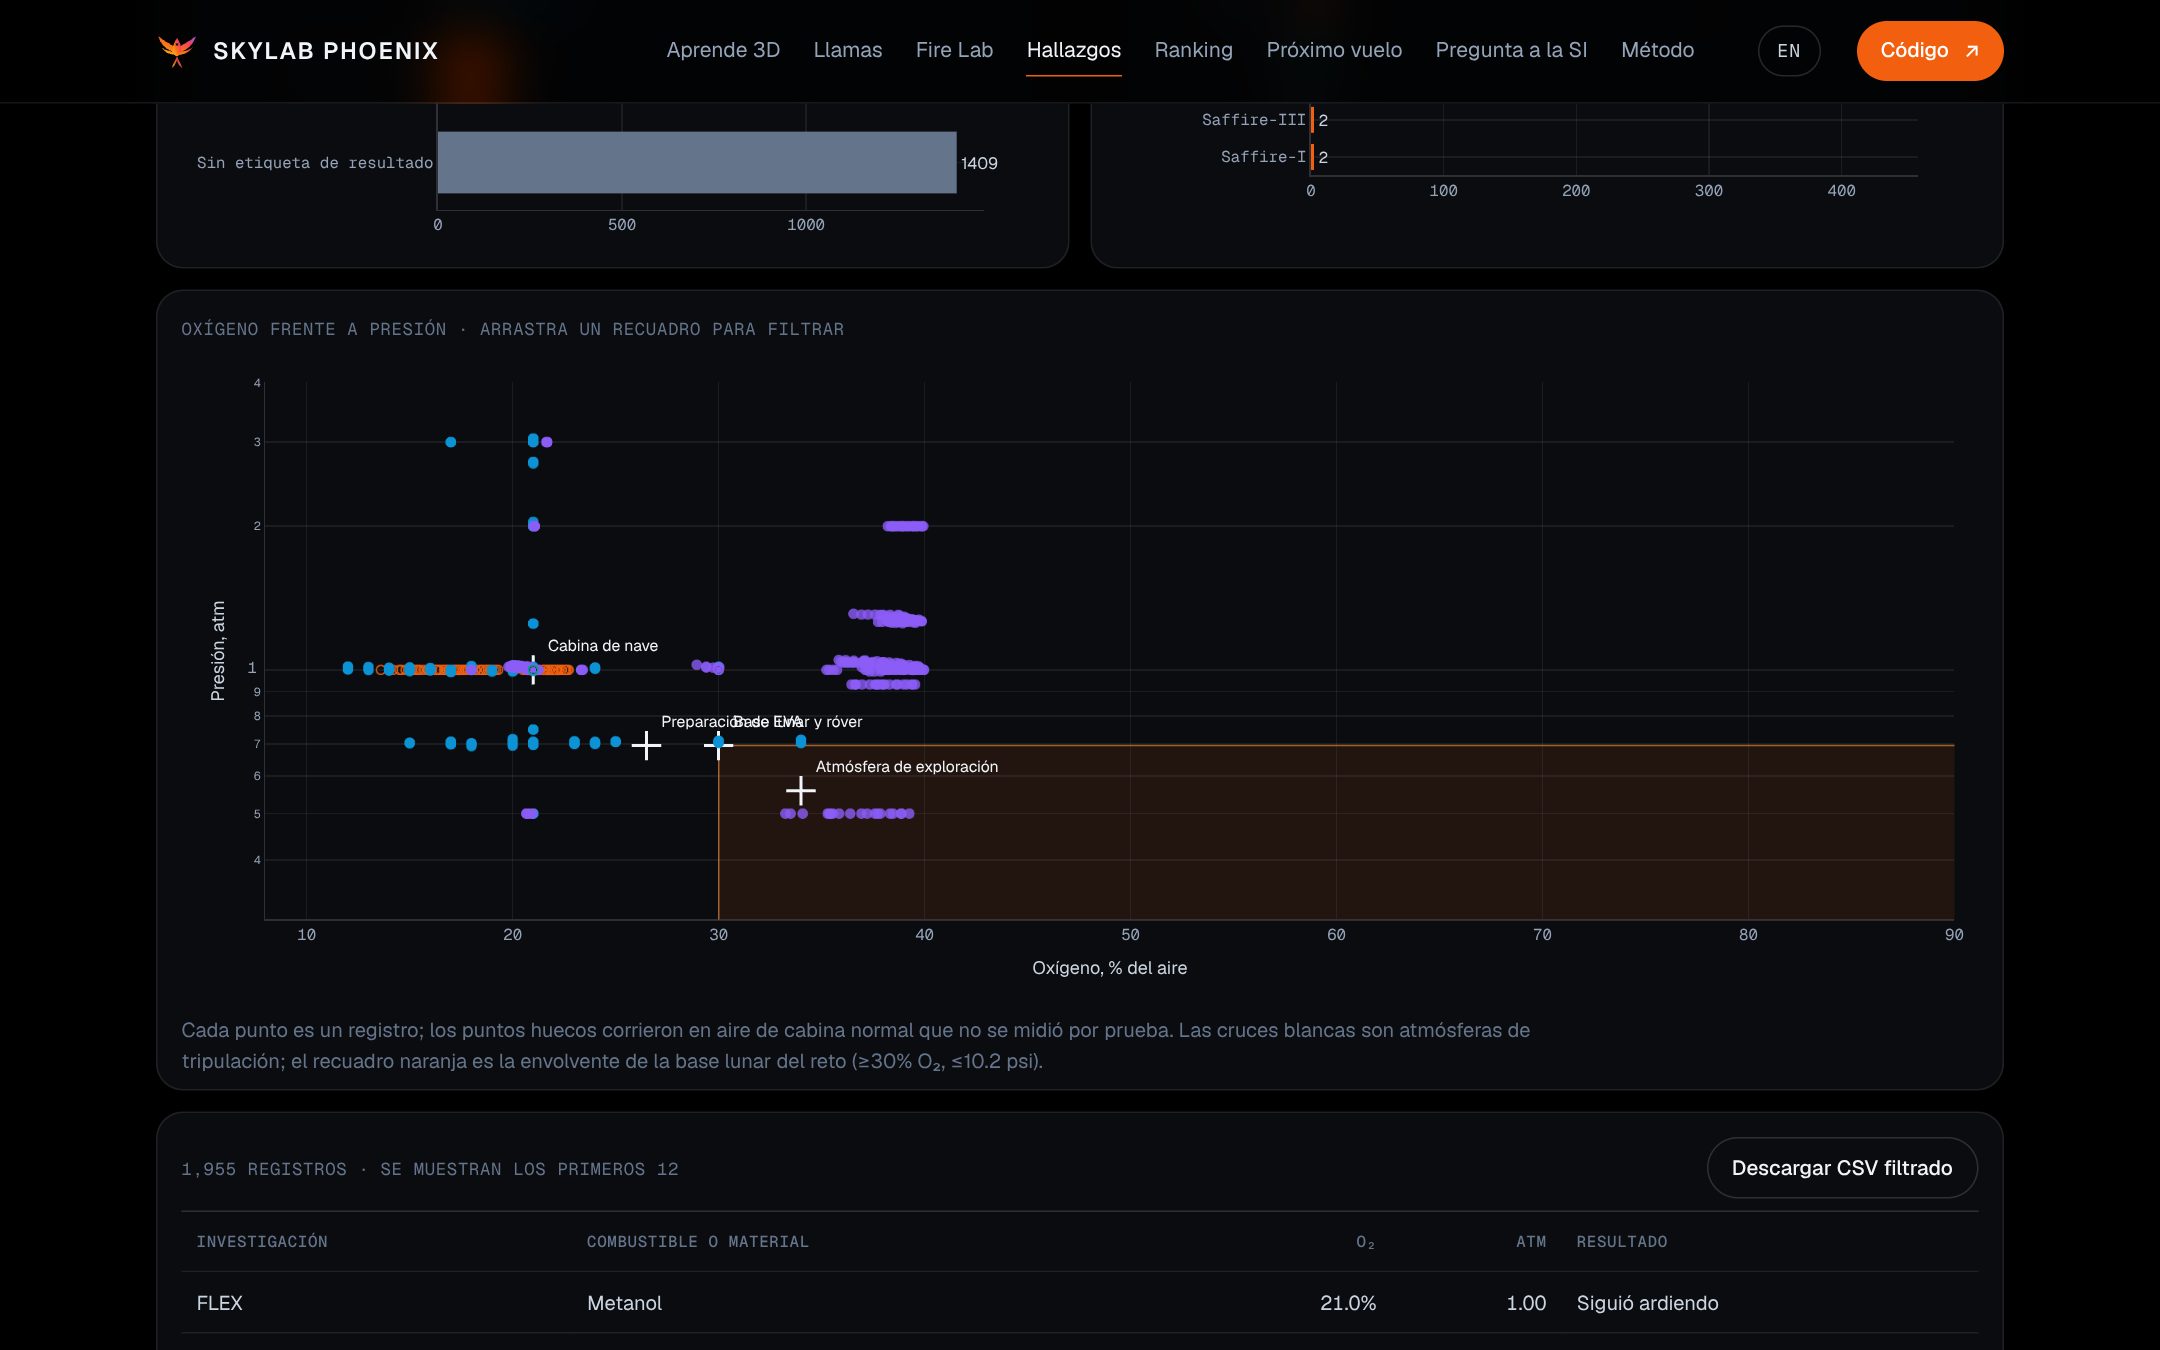 SKYLAB PHOENIX
Aprende 3D
Llamas
Fire Lab
Hallazgos
Ranking
Próximo vuelo
Pregunta a la SI
Método
EN
Código
Sin etiqueta de resultado
1409
0
500
1000
Saffire-III
2
Saffire-I
2
0
100
200
300
400
OXÍGENO FRENTE A PRESIÓN · ARRASTRA UN RECUADRO PARA FILTRAR
4
3
2
1
9
8
7
6
5
4
Presión, atm
Cabina de nave
Preparación de EVA
Base lunar y róver
Atmósfera de exploración
10
20
30
40
50
60
70
80
90
Oxígeno, % del aire
Cada punto es un registro; los puntos huecos corrieron en aire de cabina normal que no se midió por prueba. Las cruces blancas son atmósferas de
tripulación; el recuadro naranja es la envolvente de la base lunar del reto (≥30% O₂, ≤10.2 psi).
1,955 REGISTROS · SE MUESTRAN LOS PRIMEROS 12
Descargar CSV filtrado
INVESTIGACIÓN
COMBUSTIBLE O MATERIAL
O₂
ATM
RESULTADO
FLEX
Metanol
21.0%
1.00
Siguió ardiendo